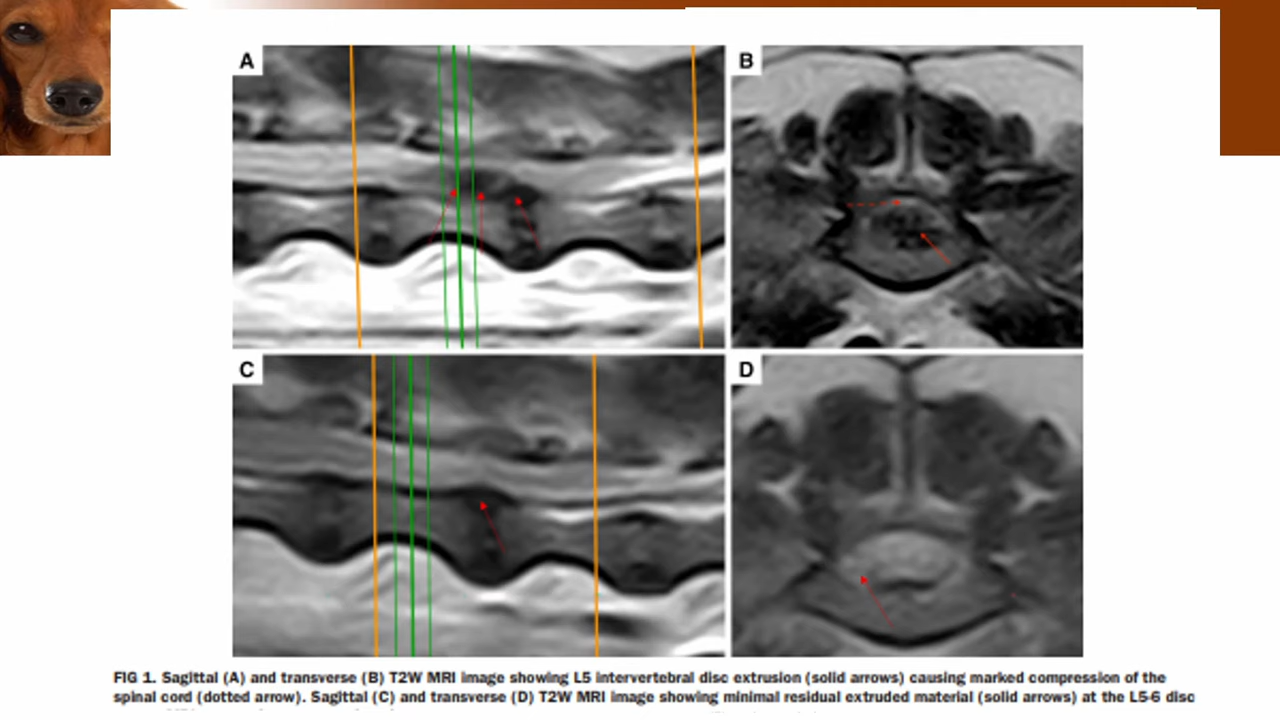 A
B
C
D
FIG 1. Sagittal (A) and transverse (B) T2W MRI image showing L5 intervertebral disc extrusion (solid arrows) causing marked compression of the
spinal cord (dotted arrow). Sagittal (C) and transverse (D) T2W MRI image showing minimal residual extruded material (solid arrows) at the L5-6 disc